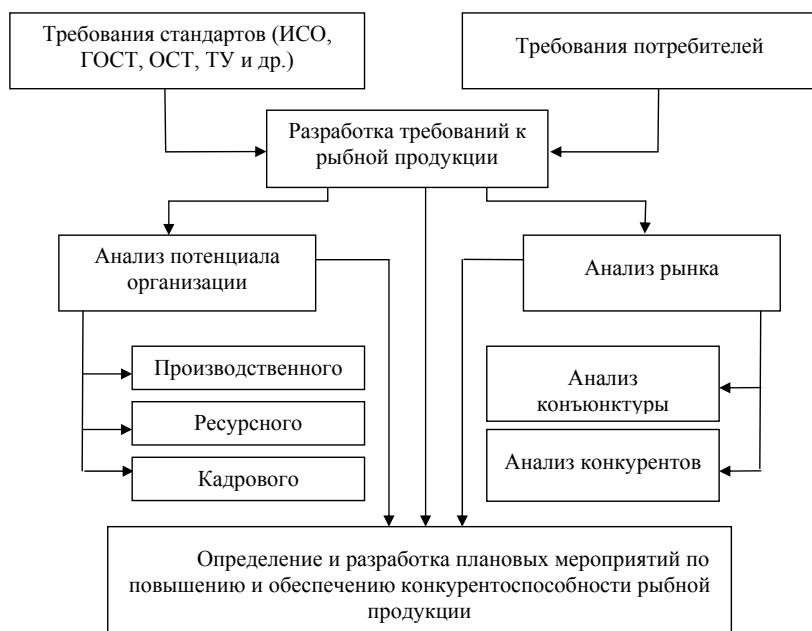 Требования стандартов (ИСО,
ГОСТ, ОСТ, ТУ и др.)
Требования потребителей
Разработка требований к
рыбной продукции
Анализ потенциала
организации
Анализ рынка
Производственного
Ресурсного
Кадрового
Анализ
конъюнктуры
Анализ конкурентов
Определение и разработка плановых мероприятий по
повышению и обеспечению конкурентоспособности рыбной
продукции